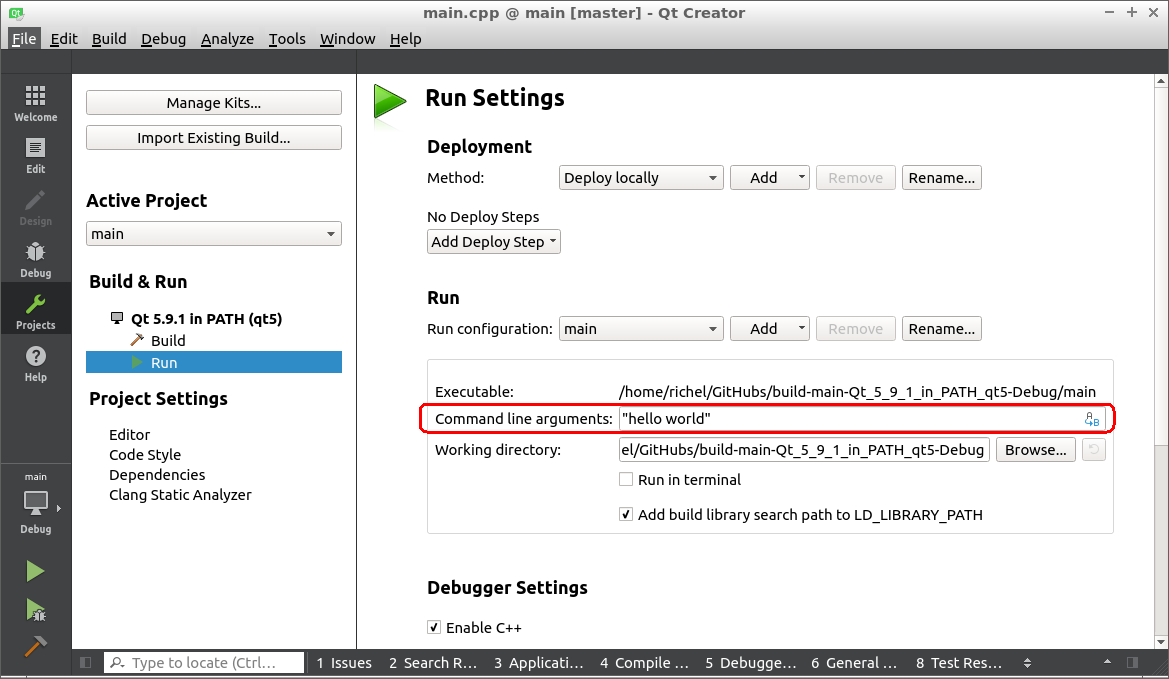 main.cpp @ main [master] - Qt Creator
File Edit Build Debug Analyze Tools Window Help
Welcome
Edit
Design
Debug
Projects
Help
main
Debug
Manage Kits...
Import Existing Build...
Active Project
main
Build & Run
Qt 5.9.1 in PATH (qt5)
Build
Run
Project Settings
Editor
Code Style
Dependencies
Clang Static Analyzer
Run Settings
Deployment
Method: Deploy locally Add Remove Rename...
No Deploy Steps
Add Deploy Step
Run
Run configuration: main Add Remove Rename...
Executable: /home/richel/GitHubs/build-main-Qt_5_9_1_in_PATH_qt5-Debug/main
Command line arguments: "hello world"
Working directory: el/GitHubs/build-main-Qt_5_9_1_in_PATH_qt5-Debug Browse...
Run in terminal
Add build library search path to LD_LIBRARY_PATH
Debugger Settings
Enable C++
Type to locate (Ctrl... 1 Issues 2 Search R... 3 Applicati... 4 Compile ... 5 Debugge... 6 General ... 8 Test Res...